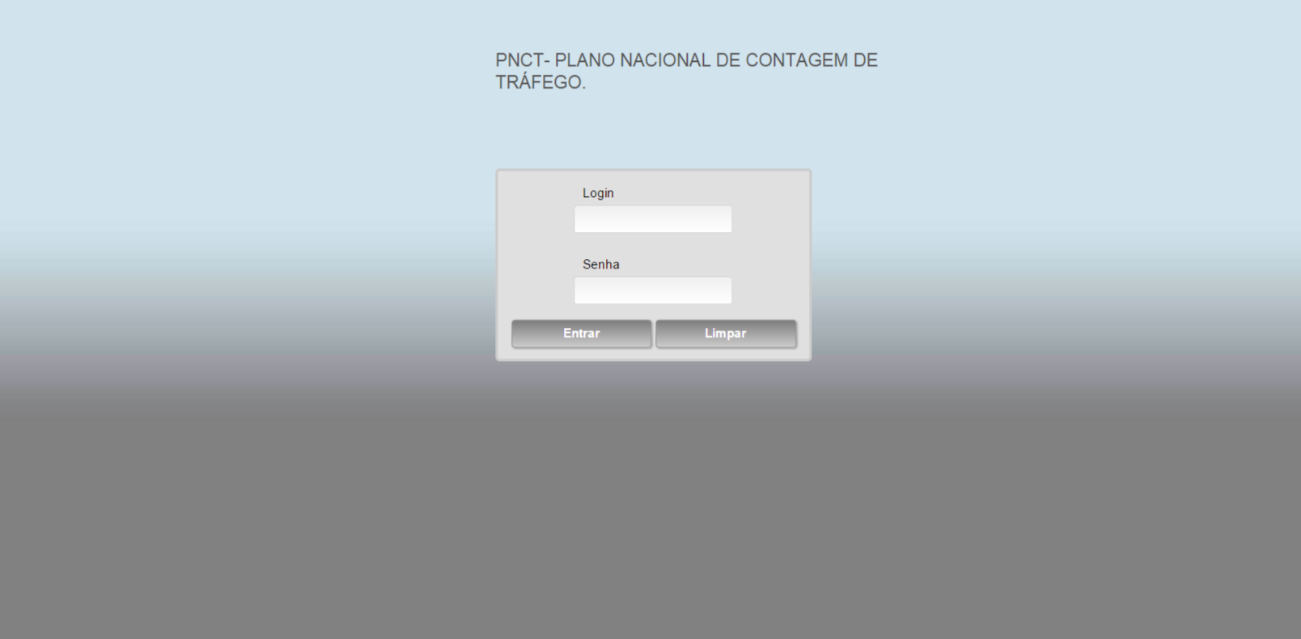 PNCT- PLANO NACIONAL DE CONTAGEM DE
TRÁFEGO.
Login
Senha
Entrar
Limpar